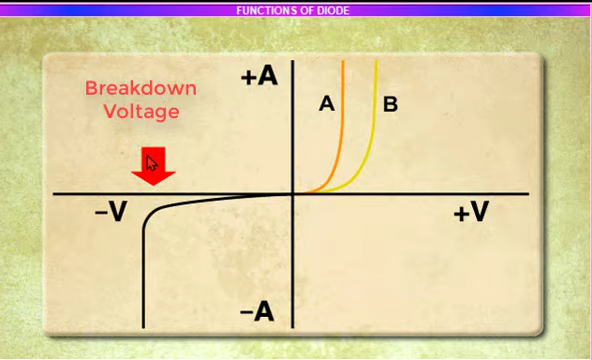 FUNCTIONS OF DIODE
+A
Breakdown
Voltage
A
B
–V
+V
–A